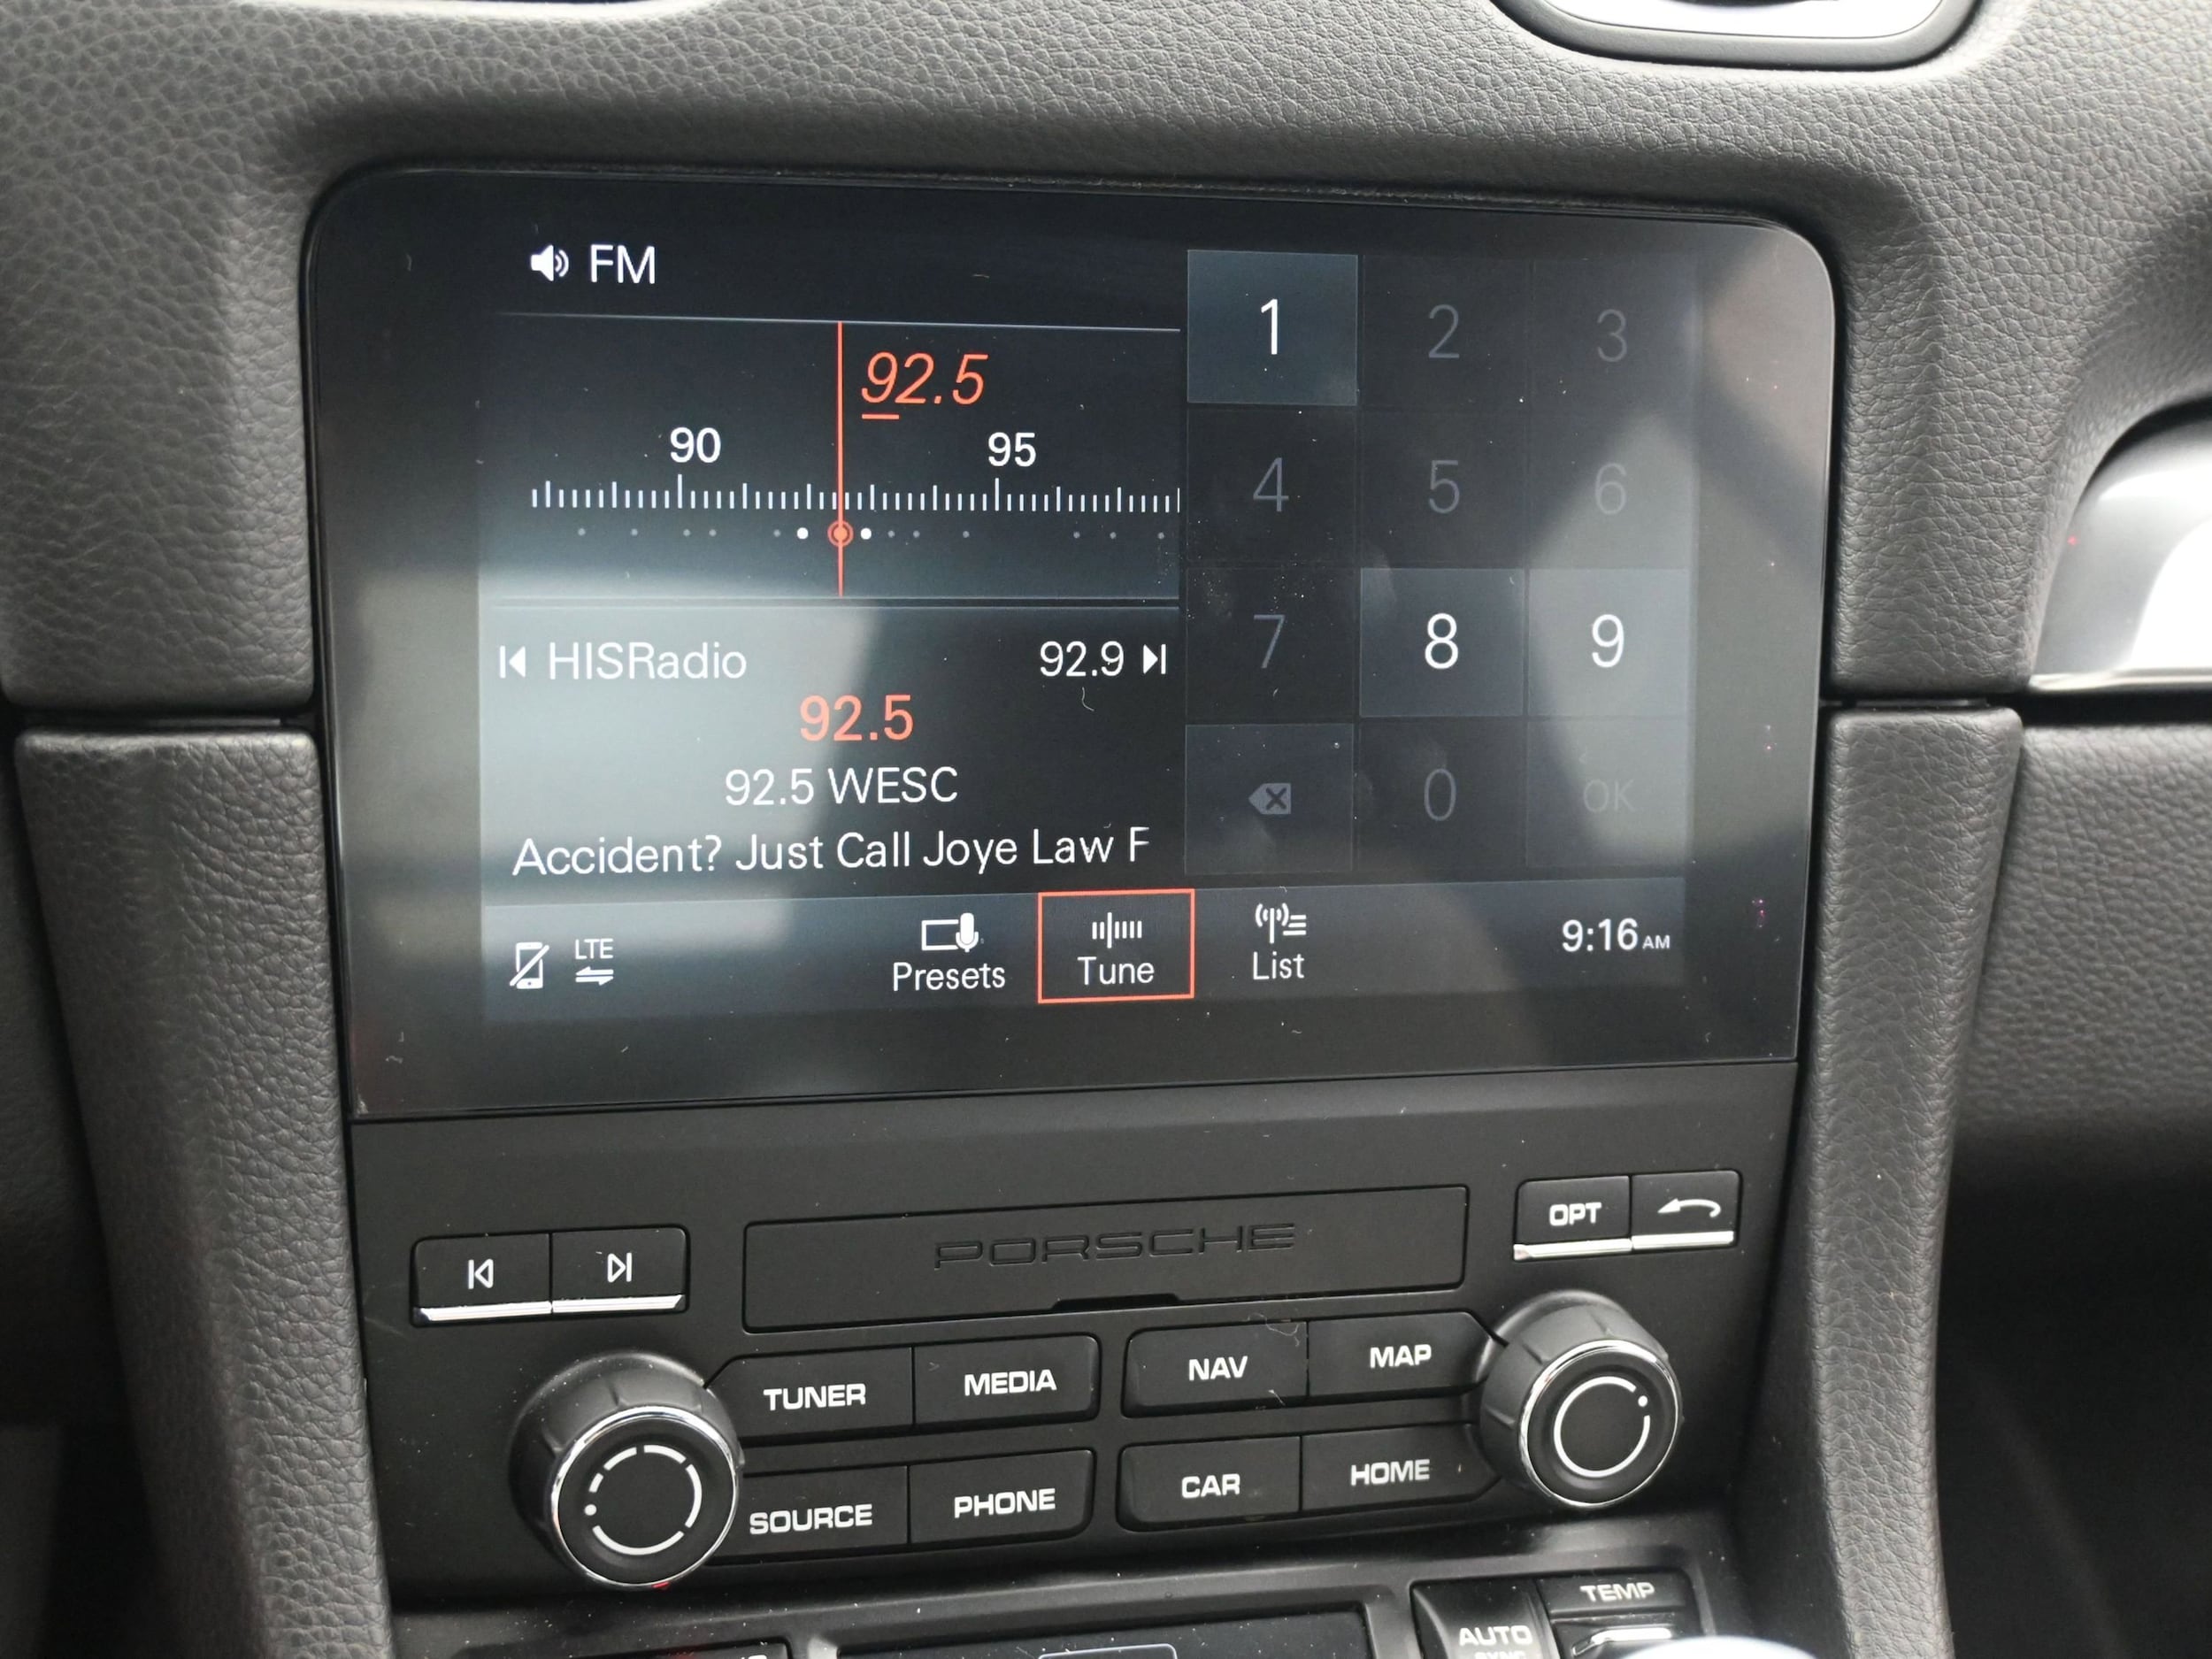 FM
92.5
90 95
HISRadio 92.9
92.5
92.5 WESC
Accident? Just Call Joye Law F
1 2 3
4 5 6
7 8 9
0 OK
LTE
Presets Tune List
9:16 AM
PORSCHE
OPT
TUNER MEDIA NAV MAP
SOURCE PHONE CAR HOME
TEMP
AUTO
SYNC